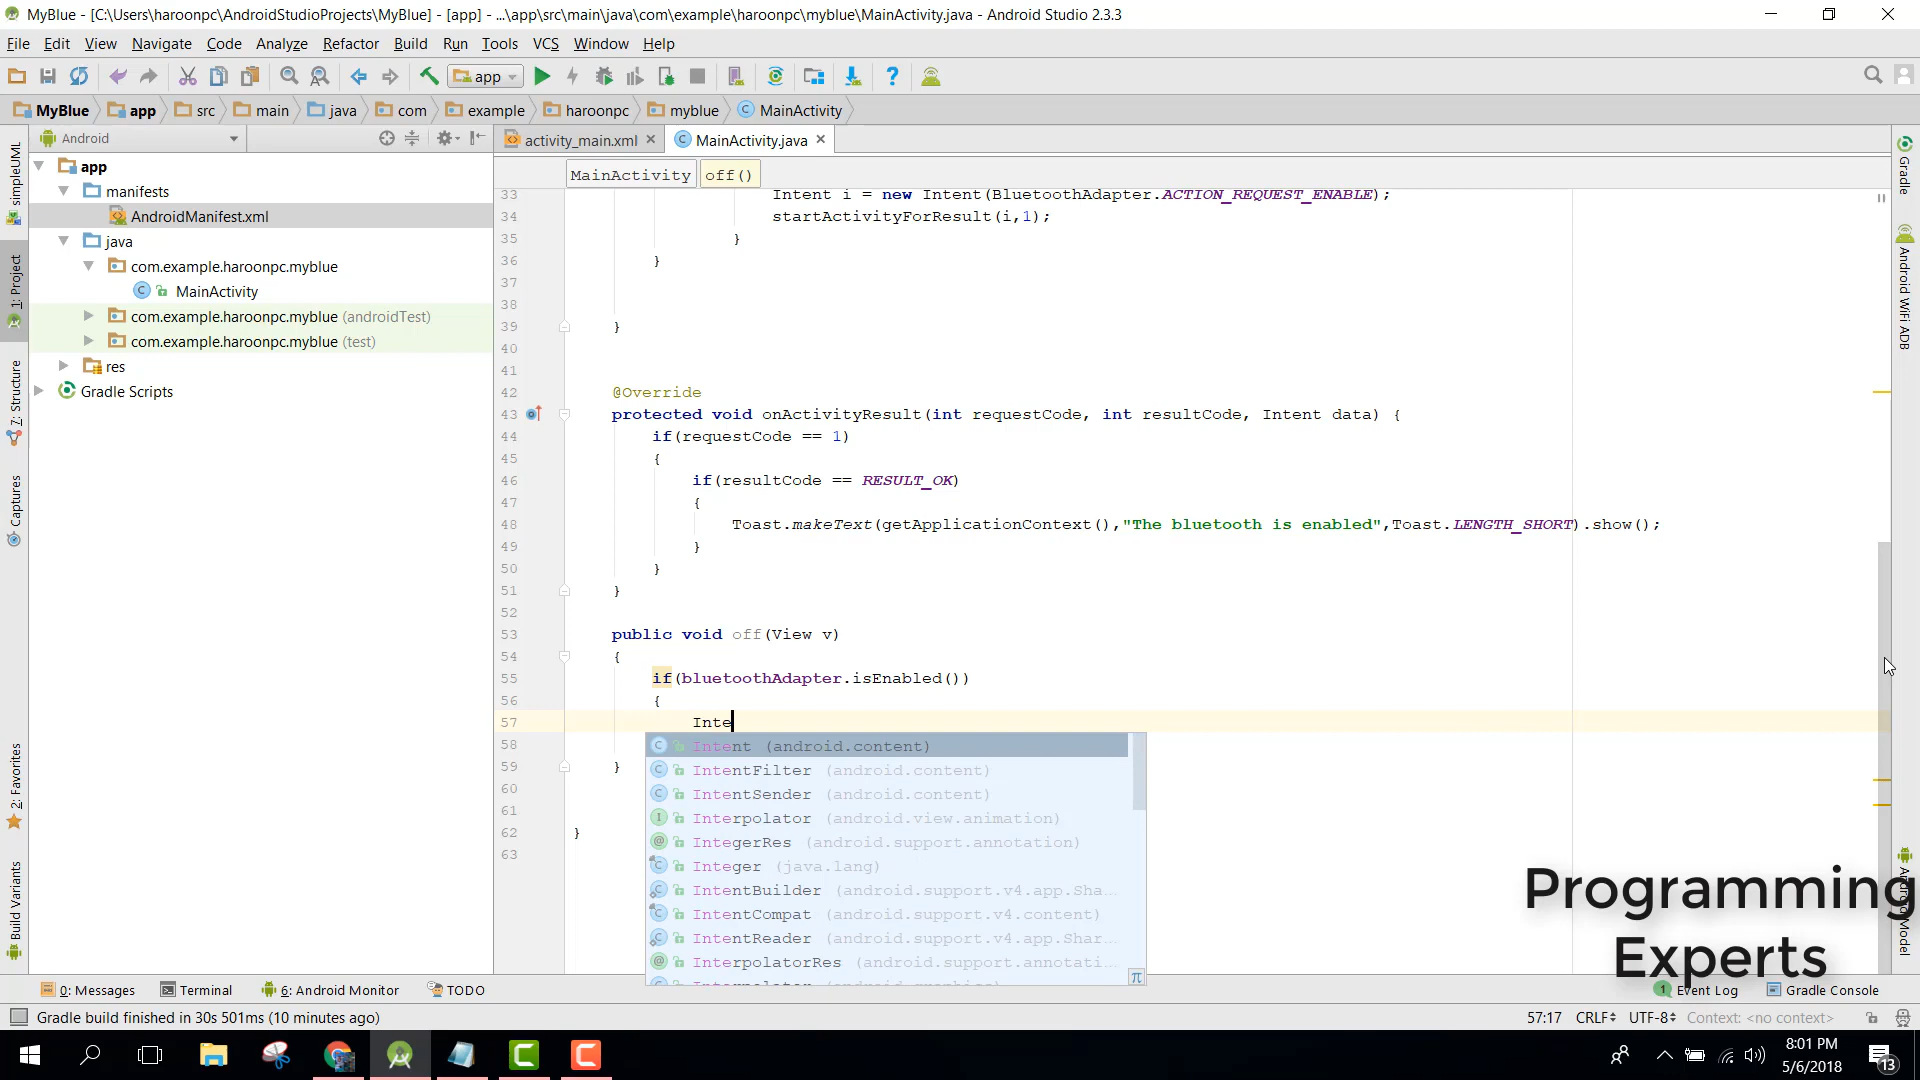 MyBlue - [C:\Users\haroonpc\AndroidStudioProjects\MyBlue] - [app] - ...\app\src\main\java\com\example\haroonpc\myblue\MainActivity.java - Android Studio 2.3.3
File Edit View Navigate Code Analyze Refactor Build Run Tools VCS Window Help
app
MyBlue app src main java com example haroonpc myblue MainActivity
Android
activity_main.xml MainActivity.java
MainActivity off()
simpleUML
1: Project
7: Structure
Captures
2: Favorites
Build Variants
app
manifests
AndroidManifest.xml
java
com.example.haroonpc.myblue
MainActivity
com.example.haroonpc.myblue (androidTest)
com.example.haroonpc.myblue (test)
res
Gradle Scripts
33 Intent i = new Intent(BluetoothAdapter.ACTION_REQUEST_ENABLE);
34 startActivityForResult(i,1);
35 }
36 }
37
38
39 }
40
41
42 @Override
43 protected void onActivityResult(int requestCode, int resultCode, Intent data) {
44 if(requestCode == 1)
45 {
46 if(resultCode == RESULT_OK)
47 {
48 Toast.makeText(getApplicationContext(),"The bluetooth is enabled",Toast.LENGTH_SHORT).show();
49 }
50 }
51 }
52
53 public void off(View v)
54 {
55 if(bluetoothAdapter.isEnabled())
56 {
57 Inte
58
59 }
60
61
62 }
63
Intent (android.content)
IntentFilter (android.content)
IntentSender (android.content)
Interpolator (android.view.animation)
IntegerRes (android.support.annotation)
Integer (java.lang)
IntentBuilder (android.support.v4.app.Sha...
IntentCompat (android.support.v4.content)
IntentReader (android.support.v4.app.Shar...
InterpolatorRes (android.support.annotati...
π
Gradle
Android WiFi ADB
Android Model
Programming
Experts
0: Messages Terminal 6: Android Monitor TODO
1 Event Log Gradle Console
Gradle build finished in 30s 501ms (10 minutes ago)
57:17 CRLF UTF-8 Context: <no context>
8:01 PM
5/6/2018
13